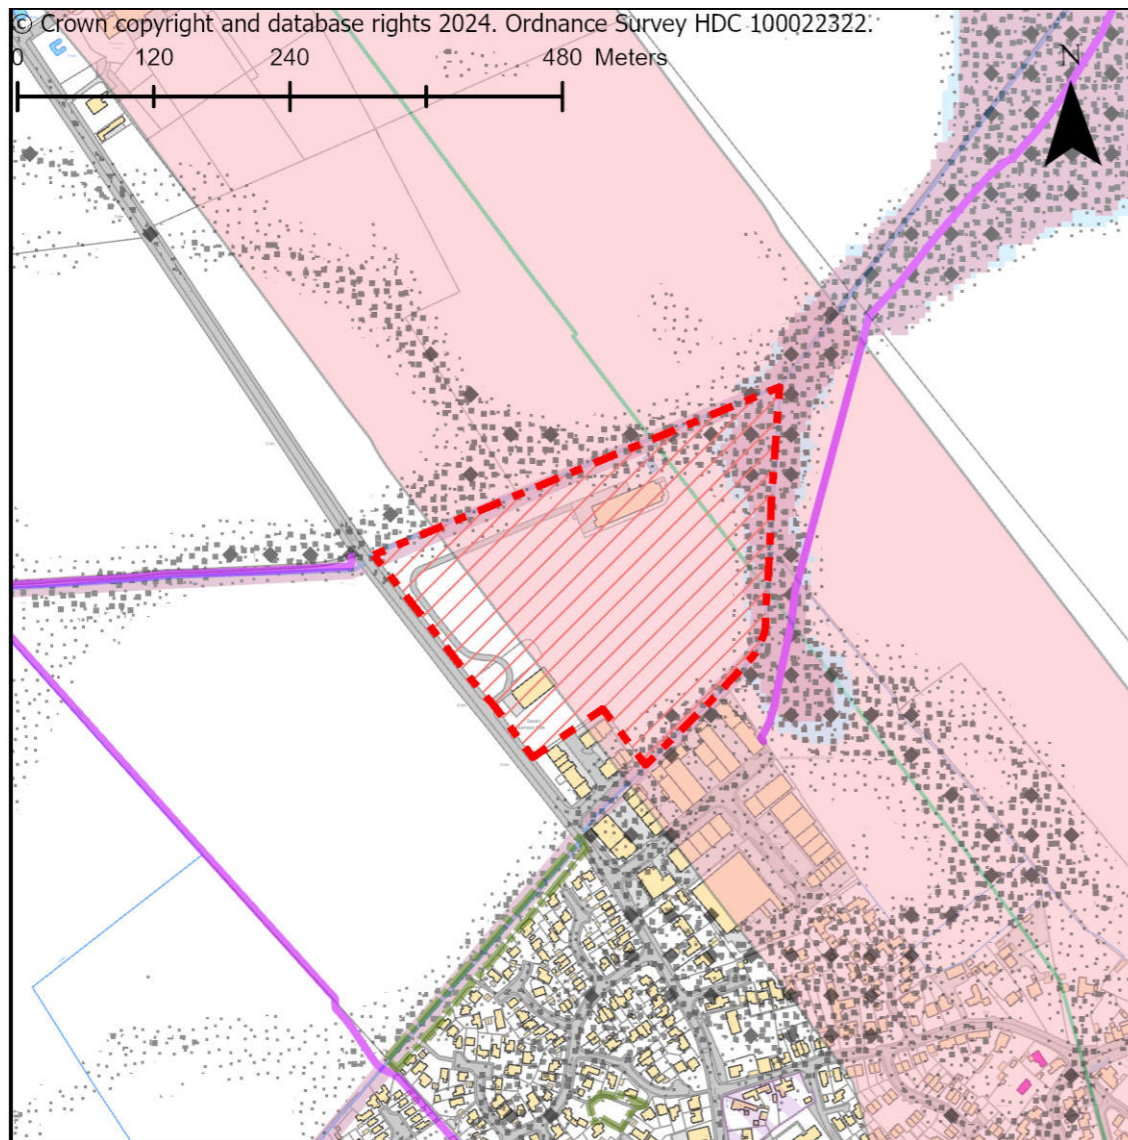 © Crown copyright and database rights 2024. Ordnance Survey HDC 100022322.
0 120 240 480 Meters
N